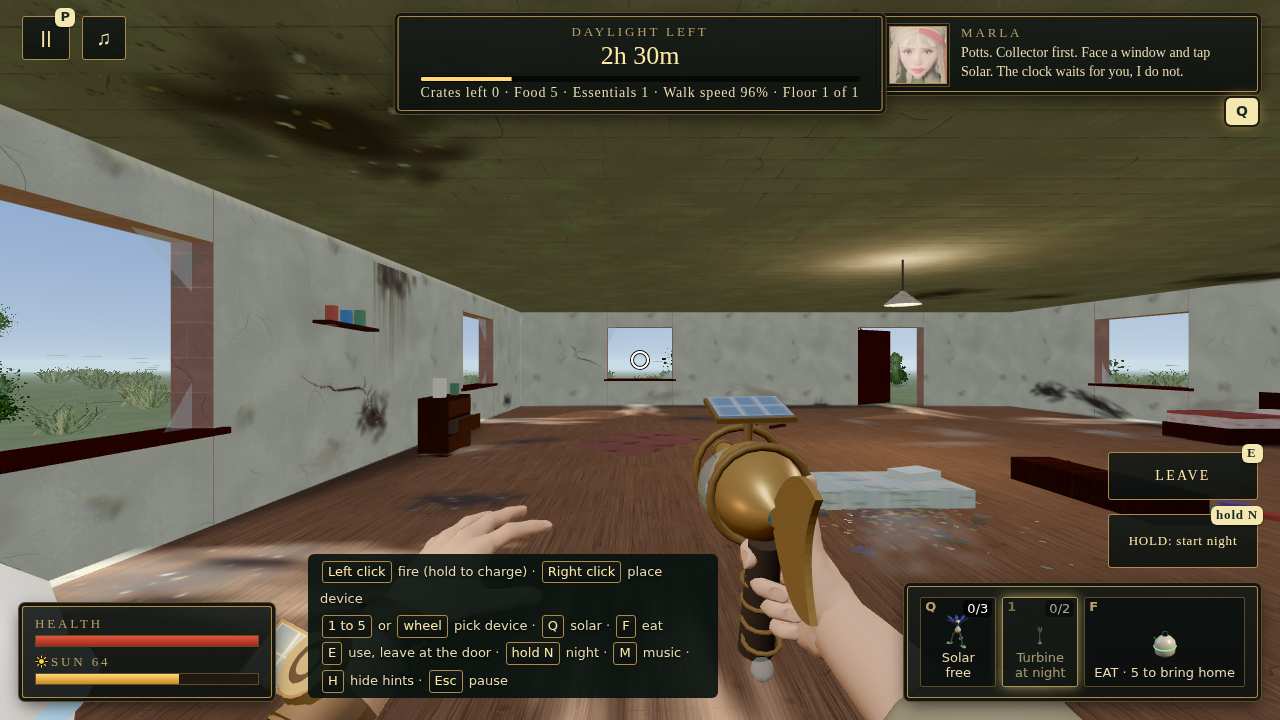 P
DAYLIGHT LEFT
2h 30m
Crates left 0 · Food 5 · Essentials 1 · Walk speed 96% · Floor 1 of 1
MARLA
Potts. Collector first. Face a window and tap
Solar. The clock waits for you, I do not.
Q
E
LEAVE
hold N
HOLD: start night
Left click fire (hold to charge) · Right click place
device
1 to 5 or wheel pick device · Q solar · F eat
E use, leave at the door · hold N night · M music ·
H hide hints · Esc pause
HEALTH
SUN 64
Q 0/3
Solar
free
1 0/2
Turbine
at night
F
EAT · 5 to bring home